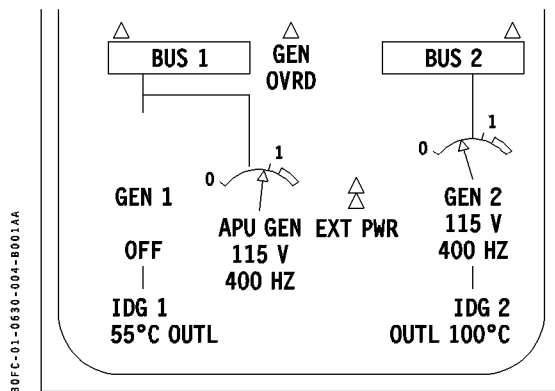 BUS 1
GEN
OVRD
BUS 2
0
1
0
1
GEN 1
OFF
APU GEN
115 V
400 HZ
EXT PWR
GEN 2
115 V
400 HZ
IDG 1
55°C OUTL
IDG 2
OUTL 100°C
30FC-01-0630-004-B001AA